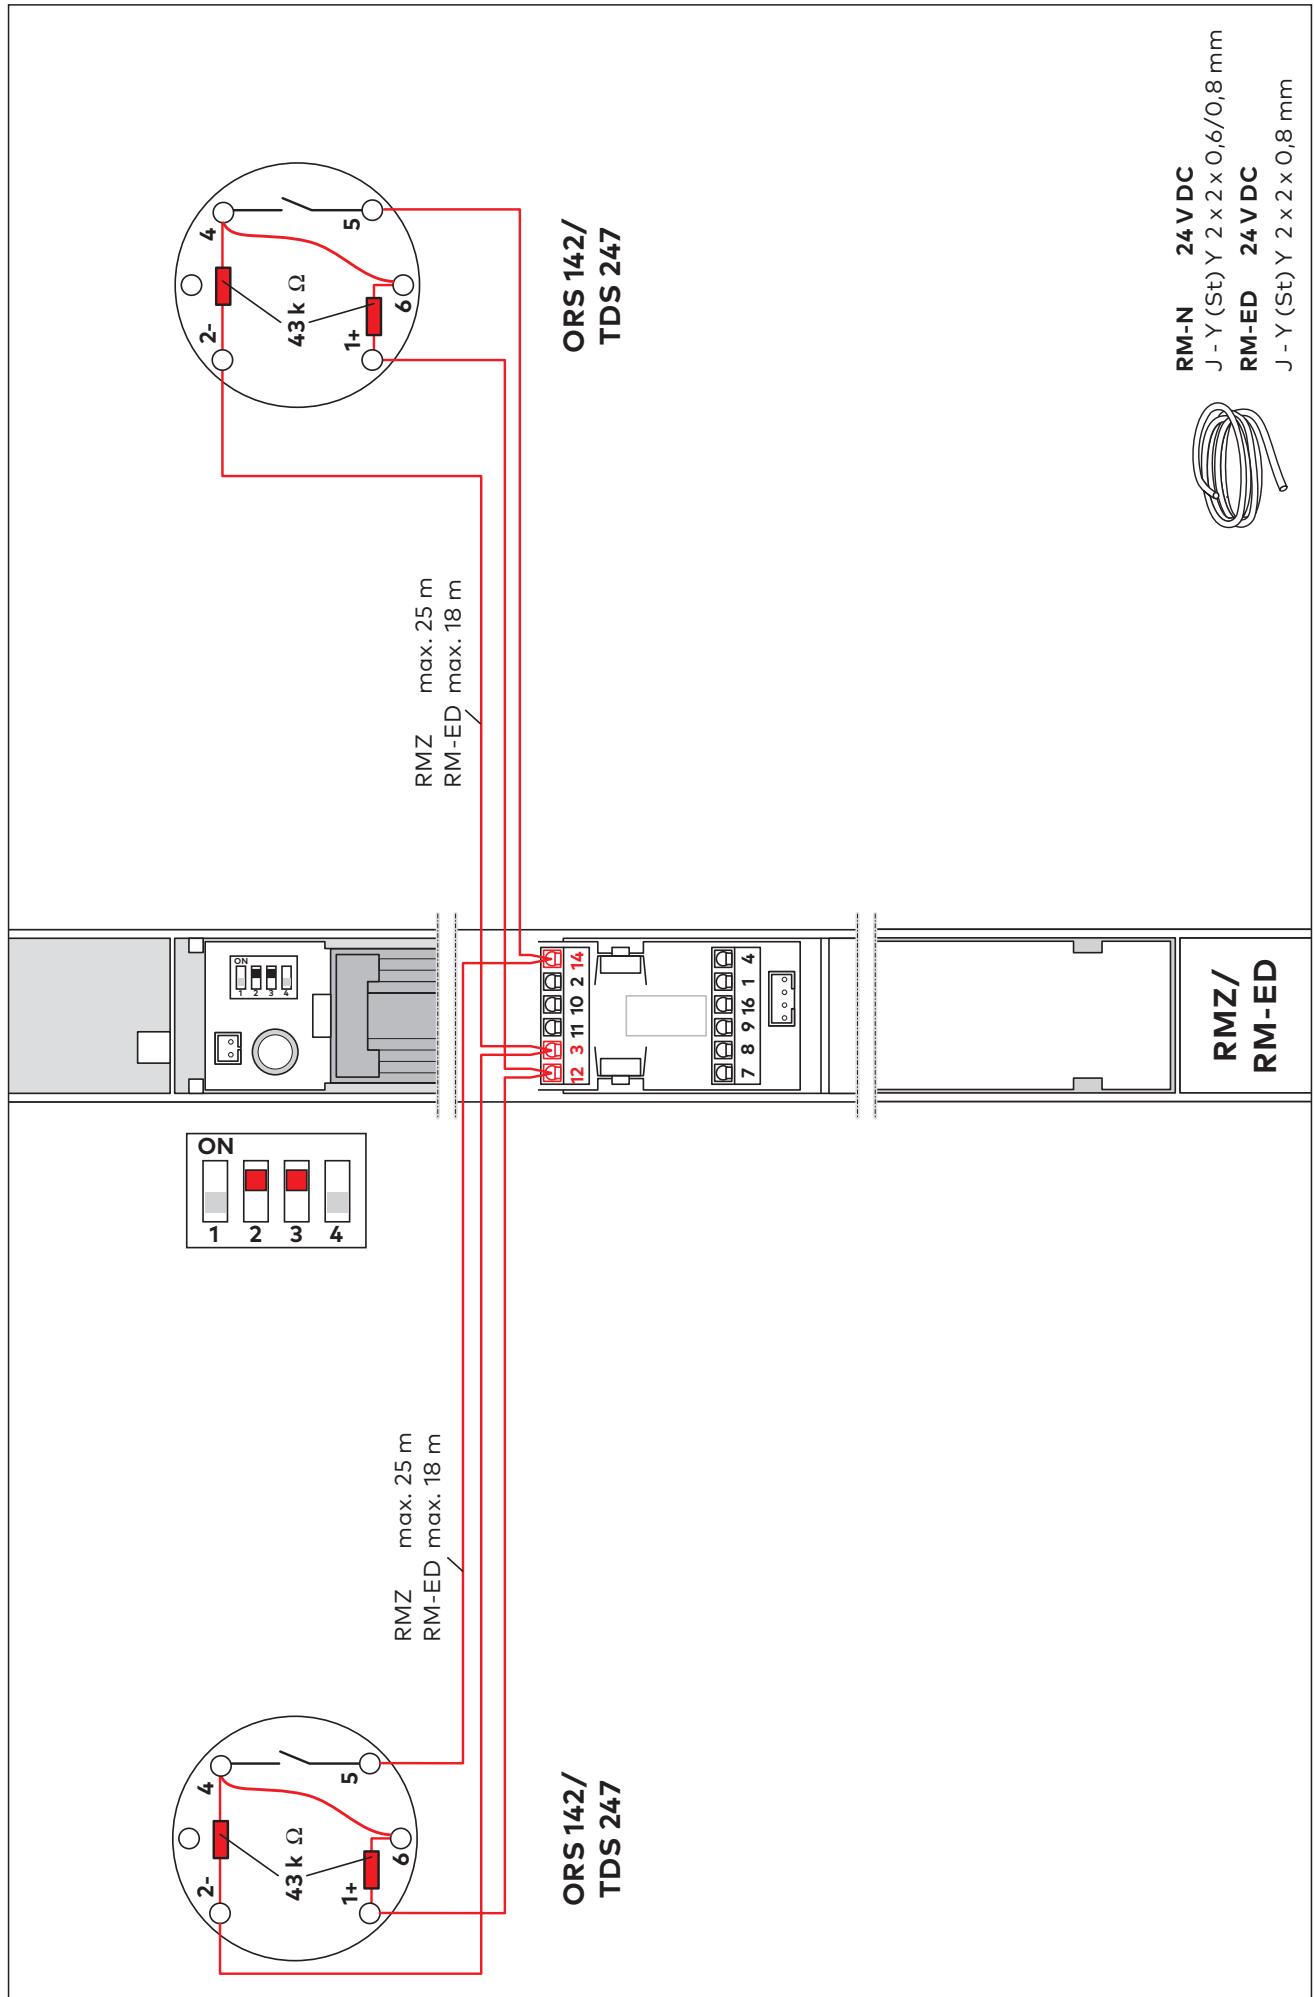 4
5
2-
43 k Ω
1+
6
ORS 142/
TDS 247
RM-N 24 V DC
J - Y (St) Y 2 x 2 x 0,6/0,8 mm
RM-ED 24 V DC
J - Y (St) Y 2 x 2 x 0,8 mm
RMZ max. 25 m
RM-ED max. 18 m
ON
1 2 3 4
12 3 11 10 2 14
7 8 9 16 1 4
RMZ/
RM-ED
ON
1 2 3 4
RMZ max. 25 m
RM-ED max. 18 m
4
5
2-
43 k Ω
1+
6
ORS 142/
TDS 247